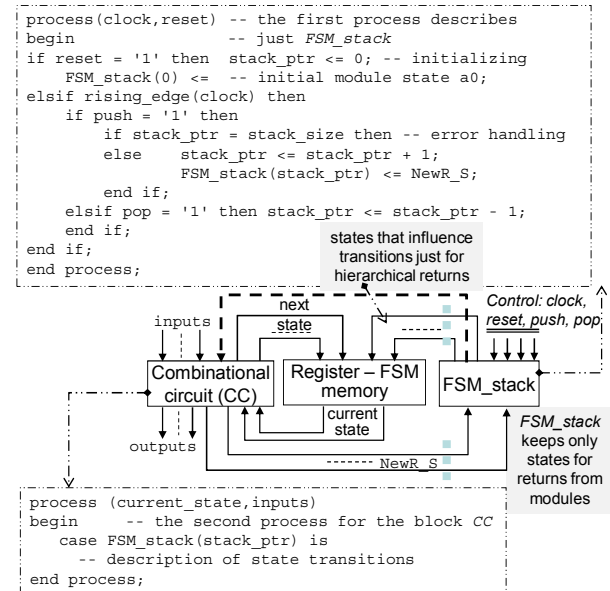 process(clock,reset) -- the first process describes
begin -- just FSM_stack
if reset = '1' then stack_ptr <= 0; -- initializing
FSM_stack(0) <= -- initial module state a0;
elsif rising_edge(clock) then
if push = '1' then
if stack_ptr = stack_size then -- error handling
else stack_ptr <= stack_ptr + 1;
FSM_stack(stack_ptr) <= NewR_S;
end if;
elsif pop = '1' then stack_ptr <= stack_ptr - 1;
end if;
end if;
end process;
states that influence
transitions just for
hierarchical returns
Control: clock,
reset, push, pop
next
state
inputs
Combinational
circuit (CC)
Register – FSM
memory
FSM_stack
current
state
outputs
NewR_S
FSM_stack
keeps only
states for
returns from
modules
process (current_state,inputs)
begin -- the second process for the block CC
case FSM_stack(stack_ptr) is
-- description of state transitions
end process;